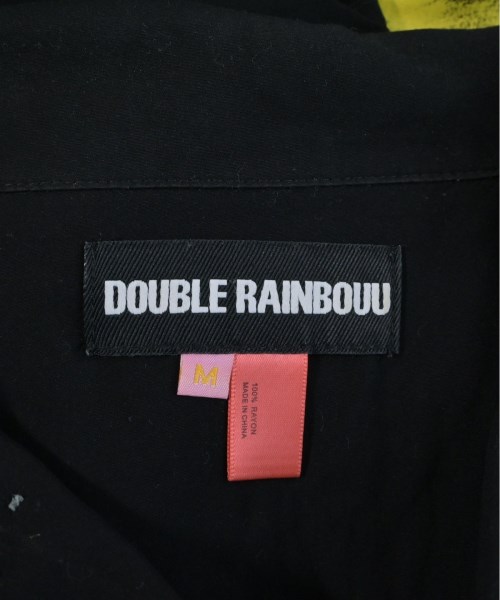 DOUBLE RAINBOUU
M
100% RAYON
MADE IN CHINA